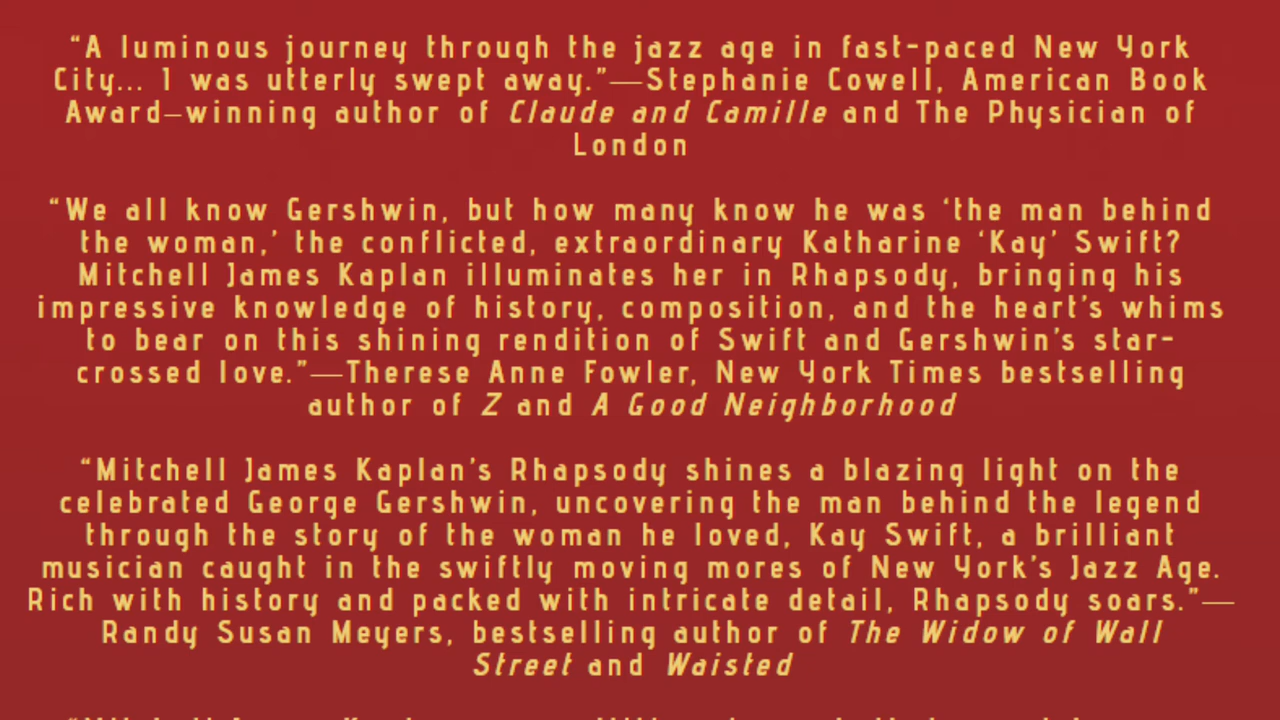 “A luminous journey through the jazz age in fast-paced New York
City... I was utterly swept away.”—Stephanie Cowell, American Book
Award–winning author of Claude and Camille and The Physician of
London
“We all know Gershwin, but how many know he was ‘the man behind
the woman,’ the conflicted, extraordinary Katharine ‘Kay’ Swift?
Mitchell James Kaplan illuminates her in Rhapsody, bringing his
impressive knowledge of history, composition, and the heart’s whims
to bear on this shining rendition of Swift and Gershwin’s star-
crossed love.”—Therese Anne Fowler, New York Times bestselling
author of Z and A Good Neighborhood
“Mitchell James Kaplan’s Rhapsody shines a blazing light on the
celebrated George Gershwin, uncovering the man behind the legend
through the story of the woman he loved, Kay Swift, a brilliant
musician caught in the swiftly moving mores of New York’s Jazz Age.
Rich with history and packed with intricate detail, Rhapsody soars.”—
Randy Susan Meyers, bestselling author of The Widow of Wall
Street and Waisted